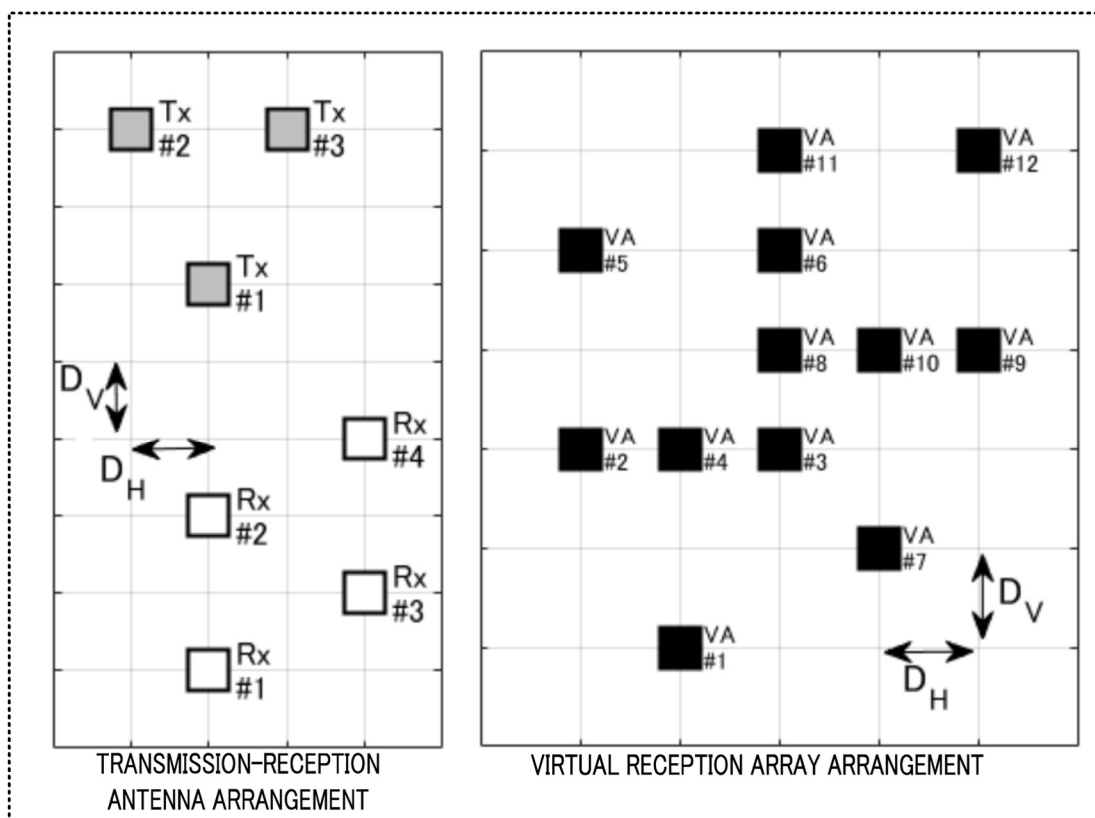 Tx
#2
Tx
#3
Tx
#1
D V
D H
Rx
#4
Rx
#2
Rx
#3
Rx
#1
TRANSMISSION-RECEPTION
ANTENNA ARRANGEMENT
VA
#11
VA
#12
VA
#5
VA
#6
VA
#8
VA
#10
VA
#9
VA
#2
VA
#4
VA
#3
VA
#7
D V
VA
#1
D H
VIRTUAL RECEPTION ARRAY ARRANGEMENT